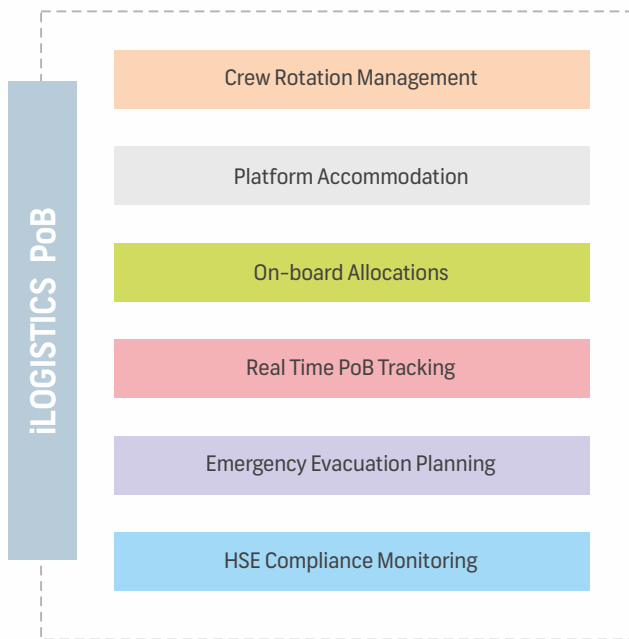 iLOGISTICS PoB
Crew Rotation Management
Platform Accommodation
On-board Allocations
Real Time PoB Tracking
Emergency Evacuation Planning
HSE Compliance Monitoring